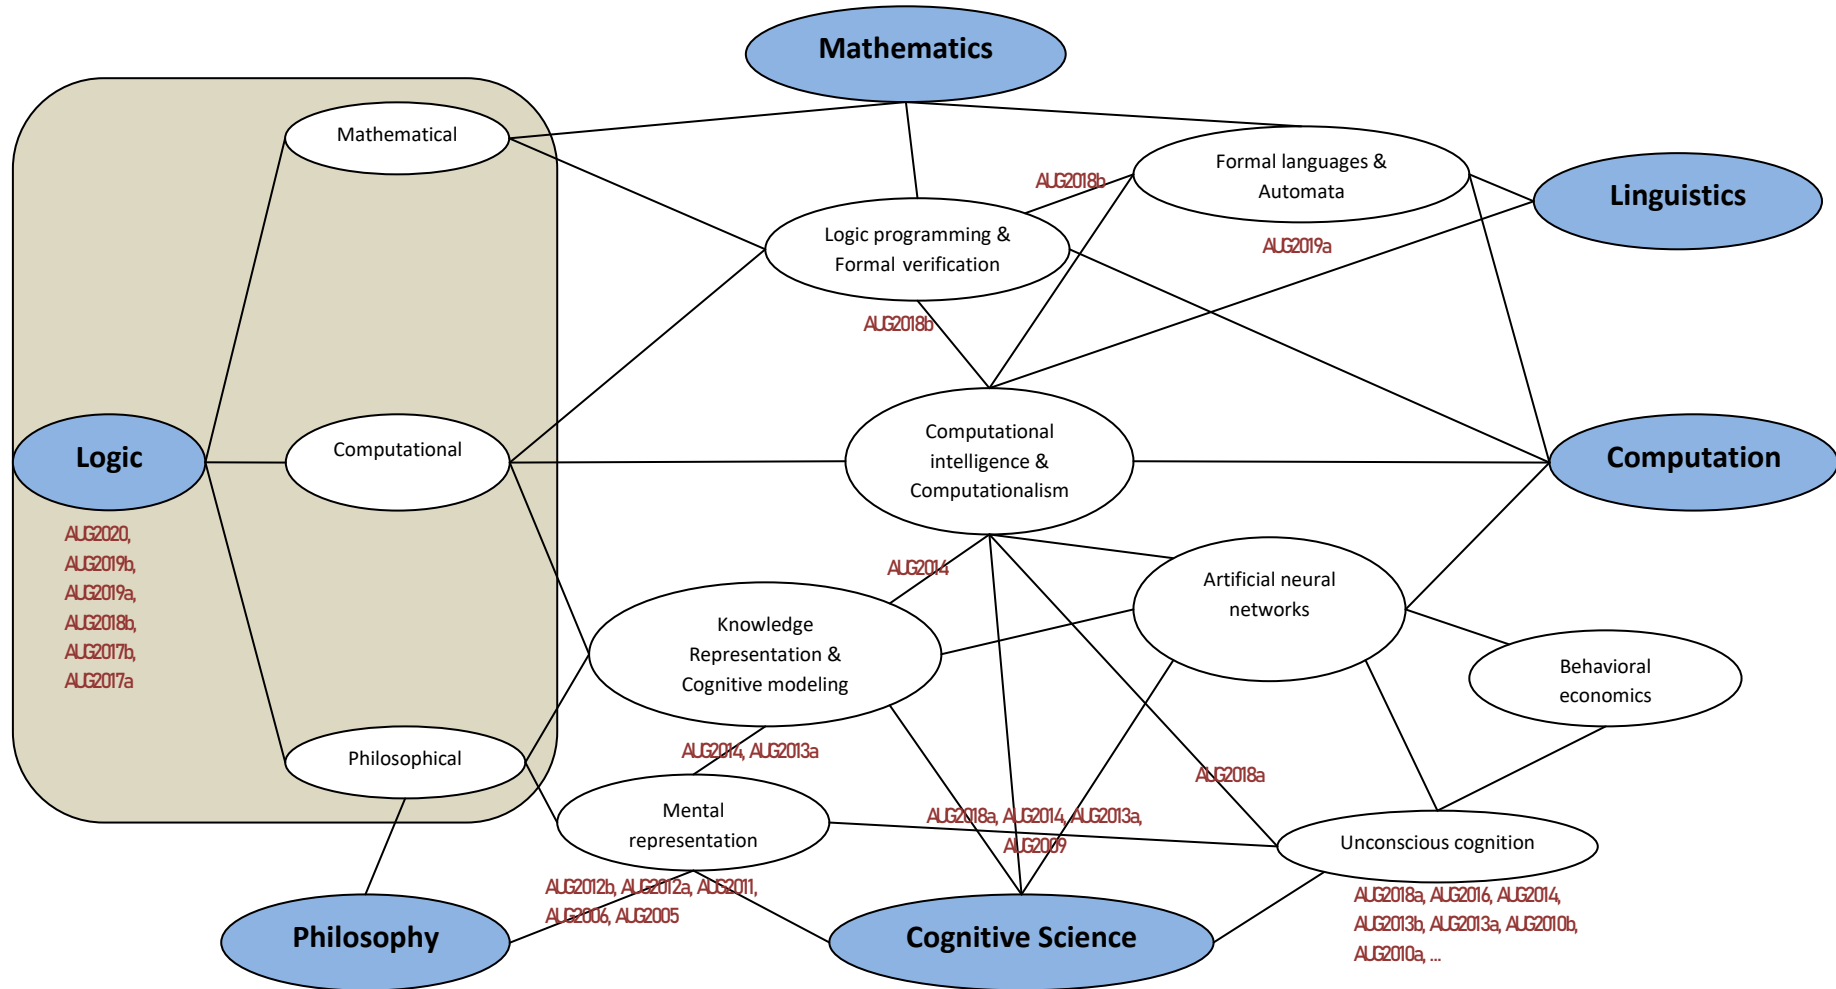 Mathematics
Mathematical
Formal languages &
Automata
AUG2018b
Linguistics
Logic programming &
Formal verification
AUG2019a
AUG2018b
Logic
Computational
Computational
intelligence &
Computationalism
Computation
AUG2020,
AUG2019b,
AUG2019a,
AUG2018b,
AUG2017b,
AUG2017a
AUG2014
Artificial neural
networks
Knowledge
Representation &
Cognitive modeling
Behavioral
economics
Philosophical
AUG2014, AUG2013a
AUG2018a
Mental
representation
AUG2018a, AUG2014, AUG2013a,
AUG2009
Unconscious cognition
AUG2012b, AUG2012a, AUG2011,
AUG2006, AUG2005
AUG2018a, AUG2016, AUG2014,
AUG2013b, AUG2013a, AUG2010b,
AUG2010a, ...
Philosophy
Cognitive Science